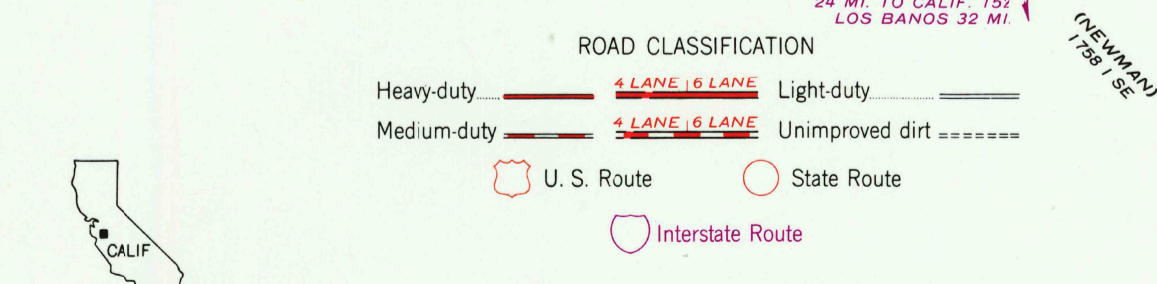 24 MI. TO CALIF. 152
LOS BANOS 32 MI.
(NEWMAN)
1758 I SE
ROAD CLASSIFICATION
Heavy-duty
4 LANE 6 LANE
Light-duty
Medium-duty
4 LANE 6 LANE
Unimproved dirt
U. S. Route
State Route
Interstate Route
CALIF